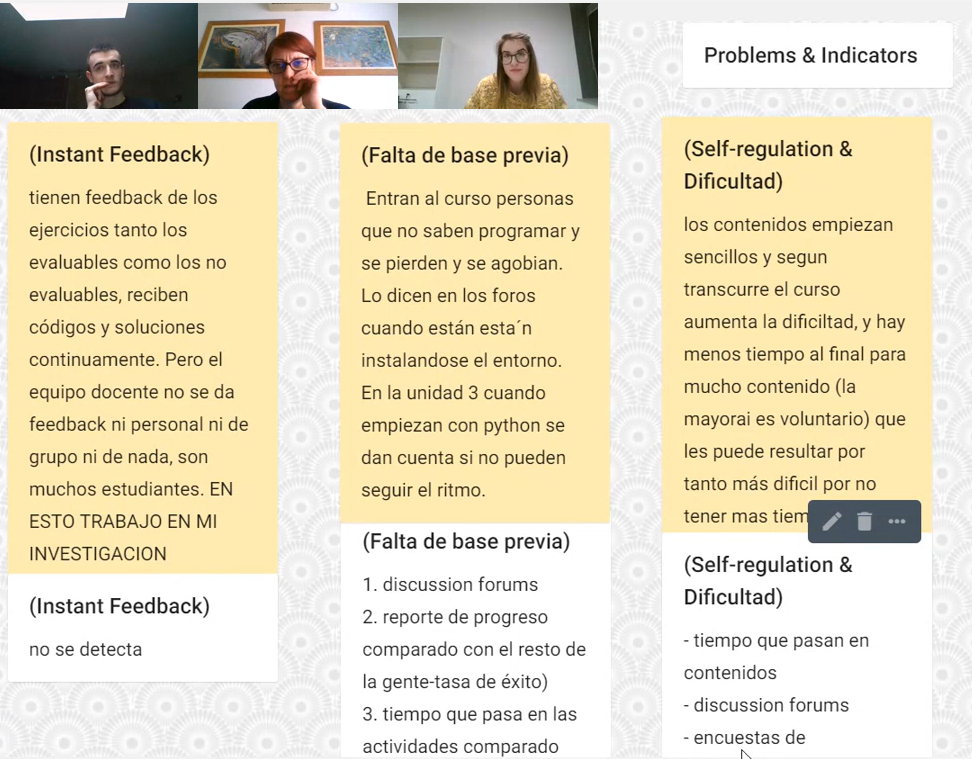 Problems & Indicators
(Instant Feedback)
tienen feedback de los
ejercicios tanto los
evaluables como los no
evaluables, reciben
códigos y soluciones
continuamente. Pero el
equipo docente no se da
feedback ni personal ni de
grupo ni de nada, son
muchos estudiantes. EN
ESTO TRABAJO EN MI
INVESTIGACION
(Instant Feedback)
no se detecta
(Falta de base previa)
Entran al curso personas
que no saben programar y
se pierden y se agobian.
Lo dicen en los foros
cuando están esta´n
instalandose el entorno.
En la unidad 3 cuando
empiezan con python se
dan cuenta si no pueden
seguir el ritmo.
(Falta de base previa)
1. discussion forums
2. reporte de progreso
comparado con el resto de
la gente-tasa de éxito)
3. tiempo que pasa en las
actividades comparado
(Self-regulation &
Dificultad)
los contenidos empiezan
sencillos y segun
transcurre el curso
aumenta la dificiltad, y hay
menos tiempo al final para
mucho contenido (la
mayorai es voluntario) que
les puede resultar por
tanto más dificil por no
tener mas tiem
(Self-regulation &
Dificultad)
- tiempo que pasan en
contenidos
- discussion forums
- encuestas de